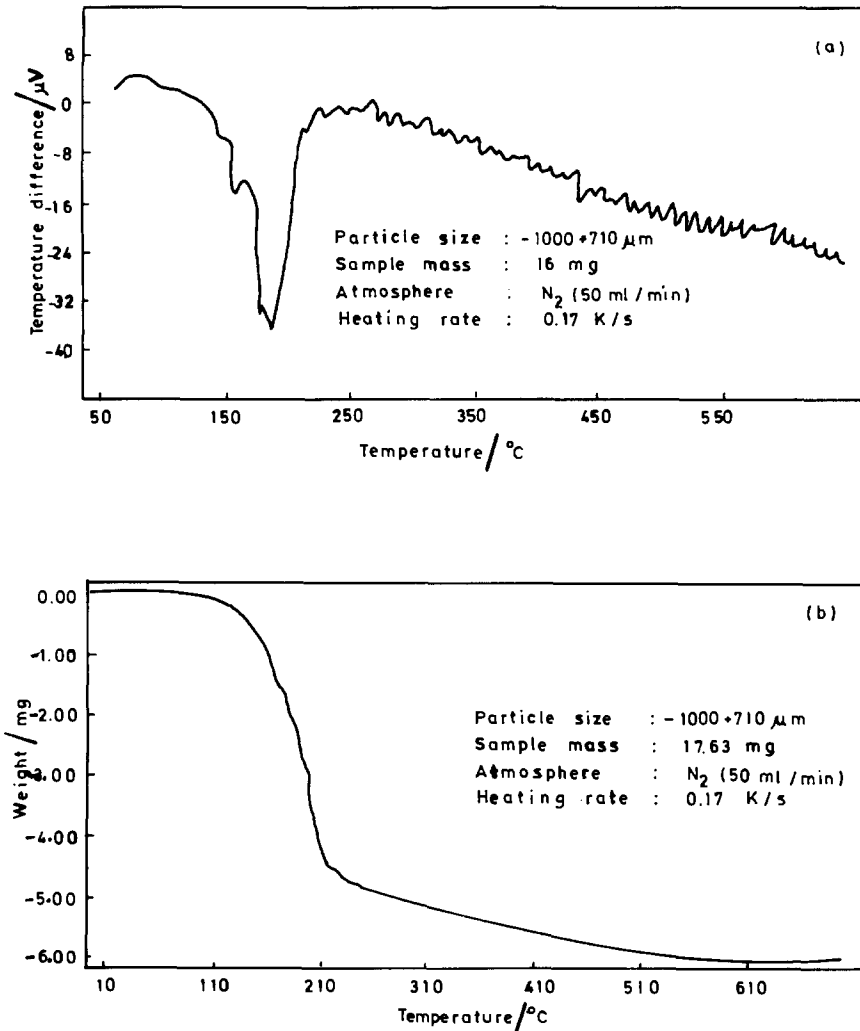 (a)
Temperature difference / μV
8
0
-8
-16
-24
-32
-40
Particle size : -1000+710 μm
Sample mass : 16 mg
Atmosphere : N₂ (50 ml/min)
Heating rate : 0.17 K/s
50 150 250 350 450 550
Temperature / °C
(b)
Weight / mg
0.00
-1.00
-2.00
-3.00
-4.00
-5.00
-6.00
Particle size : -1000+710 μm
Sample mass : 17.63 mg
Atmosphere : N₂ (50 ml/min)
Heating rate : 0.17 K/s
10 110 210 310 410 510 610
Temperature / °C